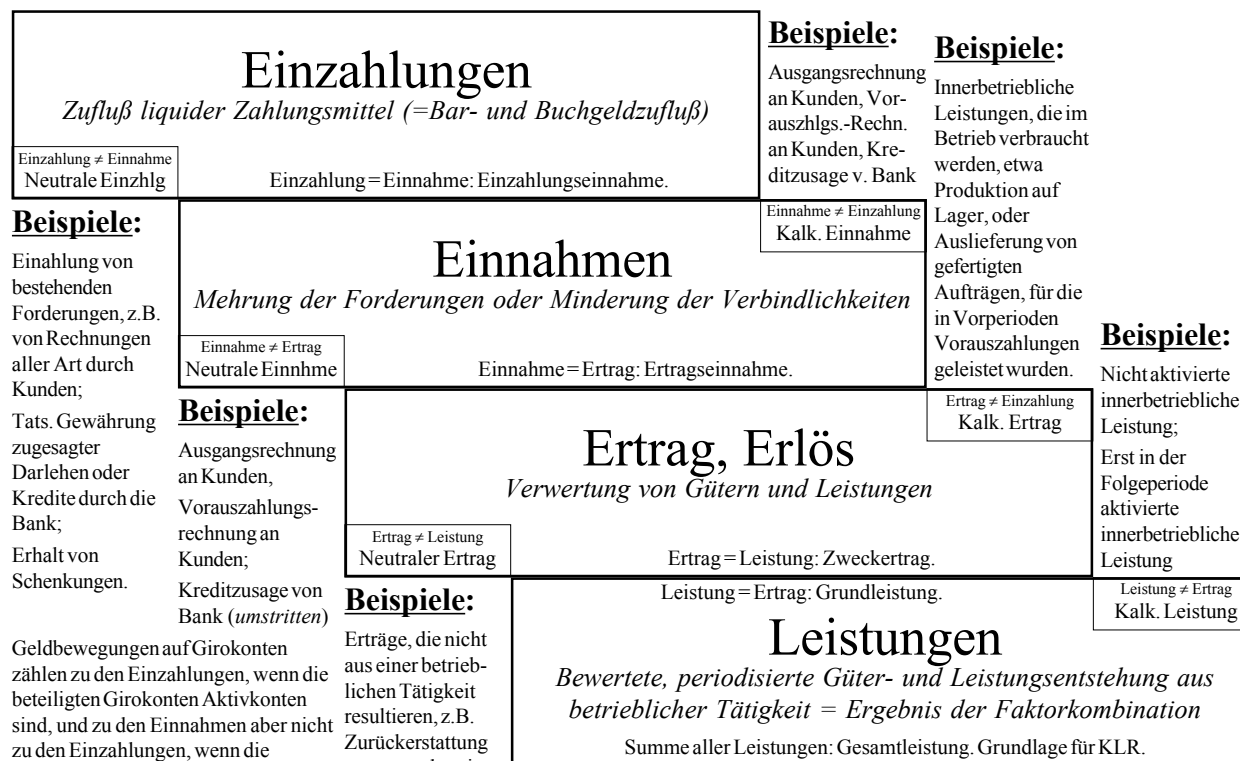 Einzahlungen
Zufluß liquider Zahlungsmittel (=Bar- und Buchgeldzufluß)
Einzahlung ≠ Einnahme
Neutrale Einzhlg
Einzahlung = Einnahme: Einzahlungseinnahme.
Beispiele:
Ausgangsrechnung
an Kunden, Vor-
auszhlgs.-Rechn.
an Kunden, Kre-
ditzusage v. Bank
Beispiele:
Innerbetriebliche
Leistungen, die im
Betrieb verbraucht
werden, etwa
Produktion auf
Lager, oder
Auslieferung von
gefertigten
Aufträgen, für die
in Vorperioden
Vorauszahlungen
geleistet wurden.
Beispiele:
Einahlung von
bestehenden
Forderungen, z.B.
von Rechnungen
aller Art durch
Kunden;
Tats. Gewährung
zugesagter
Darlehen oder
Kredite durch die
Bank;
Erhalt von
Schenkungen.
Einnahme ≠ Einzahlung
Kalk. Einnahme
Einnahmen
Mehrung der Forderungen oder Minderung der Verbindlichkeiten
Einnahme ≠ Ertrag
Neutrale Einnhme
Einnahme = Ertrag: Ertragseinnahme.
Beispiele:
Nicht aktivierte
innerbetriebliche
Leistung;
Erst in der
Folgeperiode
aktivierte
innerbetriebliche
Leistung
Beispiele:
Ausgangsrechnung
an Kunden,
Vorauszahlungs-
rechnung an
Kunden;
Kreditzusage von
Bank (umstritten)
Ertrag ≠ Einzahlung
Kalk. Ertrag
Ertrag, Erlös
Verwertung von Gütern und Leistungen
Ertrag ≠ Leistung
Neutraler Ertrag
Ertrag = Leistung: Zweckertrag.
Beispiele:
Erträge, die nicht
aus einer betrieb-
lichen Tätigkeit
resultieren, z.B.
Zurückerstattung
Leistung = Ertrag: Grundleistung.
Leistung ≠ Ertrag
Kalk. Leistung
Leistungen
Bewertete, periodisierte Güter- und Leistungsentstehung aus
betrieblicher Tätigkeit = Ergebnis der Faktorkombination
Summe aller Leistungen: Gesamtleistung. Grundlage für KLR.
Geldbewegungen auf Girokonten
zählen zu den Einzahlungen, wenn die
beteiligten Girokonten Aktivkonten
sind, und zu den Einnahmen aber nicht
zu den Einzahlungen, wenn die